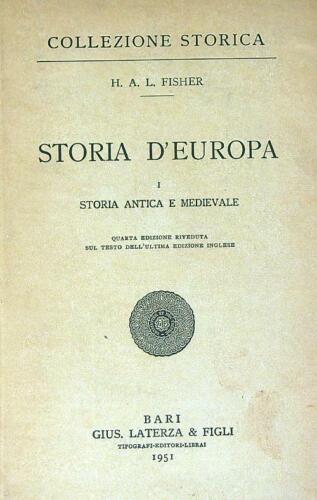 COLLEZIONE STORICA
H. A. L. FISHER
STORIA D'EUROPA
I
STORIA ANTICA E MEDIEVALE
QUARTA EDIZIONE RIVEDUTA
SUL TESTO DELL'ULTIMA EDIZIONE INGLESE
BARI
GIUS. LATERZA & FIGLI
TIPOGRAFI-EDITORI-LIBRAI
1951